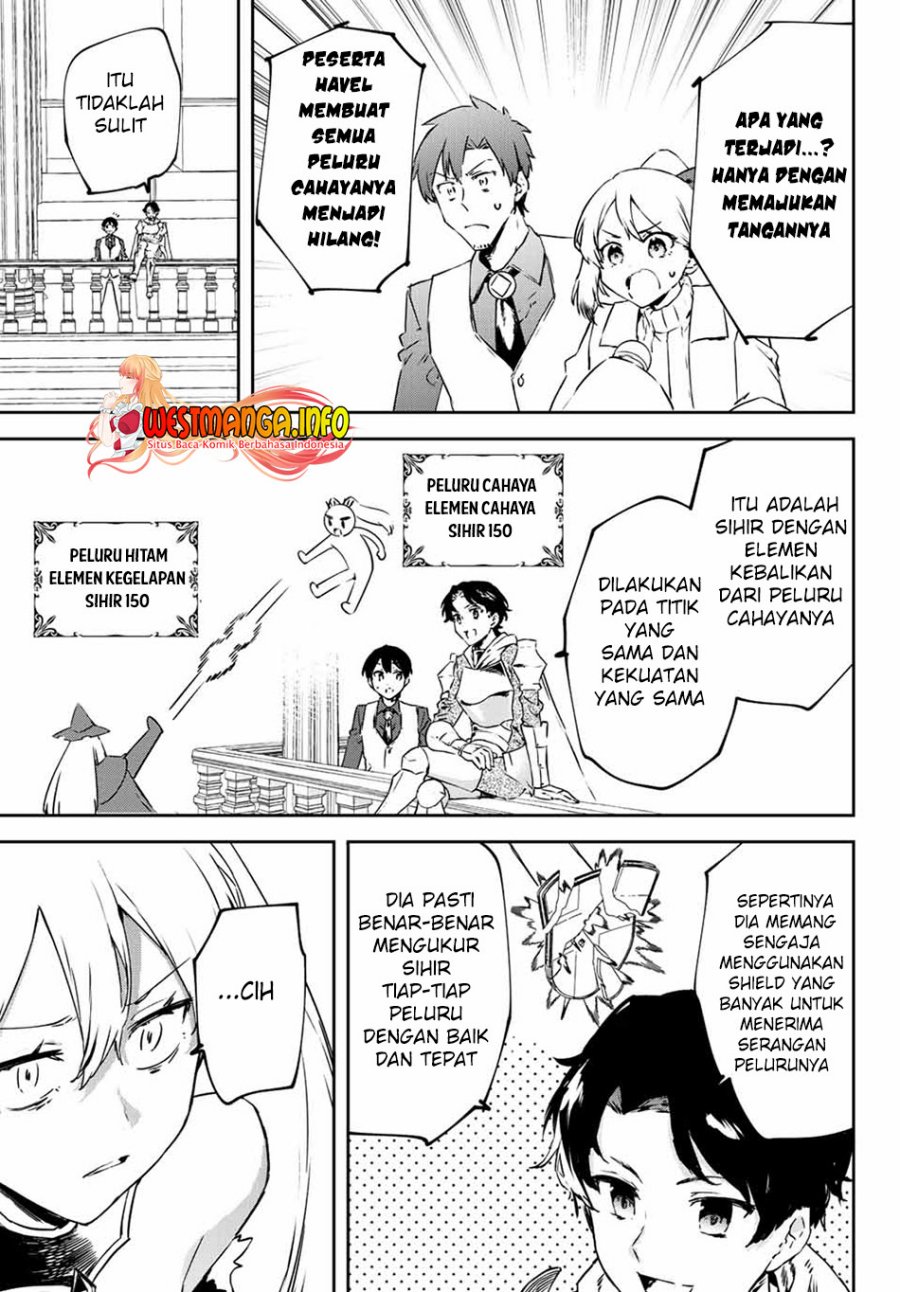 APA YANG
TERJADI...?
HANYA DENGAN
MEMAJUKAN
TANGANNYA
PESERTA
HAVEL
MEMBUAT
SEMUA
PELURU
CAHAYANYA
MENJADI
HILANG!
ITU
TIDAKLAH
SULIT
WESTMANGA.INFO
Situs Baca Komik Berbahasa Indonesia
ITU ADALAH
SIHIR DENGAN
ELEMEN
KEBALIKAN
DARI PELURU
CAHAYANYA
DILAKUKAN
PADA TITIK
YANG
SAMA DAN
KEKUATAN
YANG SAMA
PELURU CAHAYA
ELEMEN CAHAYA
SIHIR 150
PELURU HITAM
ELEMEN KEGELAPAN
SIHIR 150
SEPERTINYA
DIA MEMANG
SENGAJA
MENGGUNAKAN
SHIELD YANG
BANYAK UNTUK
MENERIMA
SERANGAN
PELURUNYA
DIA PASTI
BENAR-BENAR
MENGUKUR
SIHIR
TIAP-TIAP
PELURU
DENGAN BAIK
DAN TEPAT
...CIH